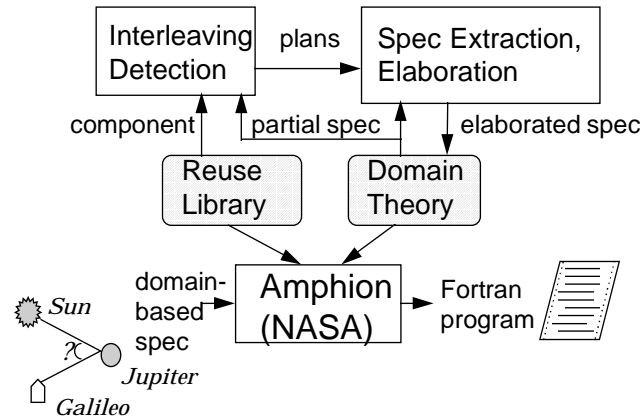 Interleaving
Detection
plans
Spec Extraction,
Elaboration
component
partial spec
elaborated spec
Reuse
Library
Domain
Theory
domain-
based
spec
Amphion
(NASA)
Fortran
program
Sun
?
Jupiter
Galileo